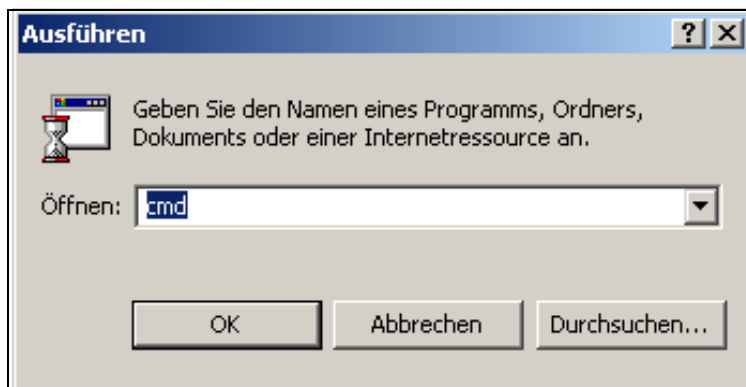 Ausführen
Geben Sie den Namen eines Programms, Ordners,
Dokuments oder einer Internetressource an.
Öffnen: cmd
OK Abbrechen Durchsuchen...